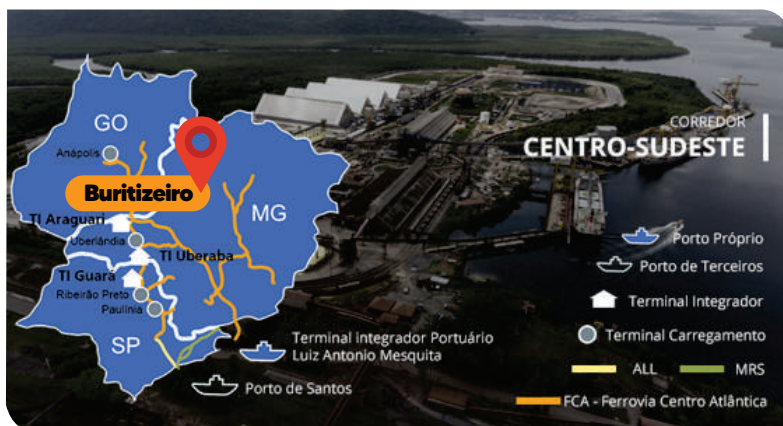 GO
Anápolis
Buritizeiro
MG
TI Araguari
Uberlândia
TI Uberaba
TI Guará
Ribeirão Preto
Paulínia
SP
CORREDOR
CENTRO-SUDESTE
Porto Próprio
Porto de Terceiros
Terminal Integrador
Terminal Carregamento
ALL
MRS
FCA - Ferrovia Centro Atlântica
Terminal integrador Portuário
Luiz Antonio Mesquita
Porto de Santos